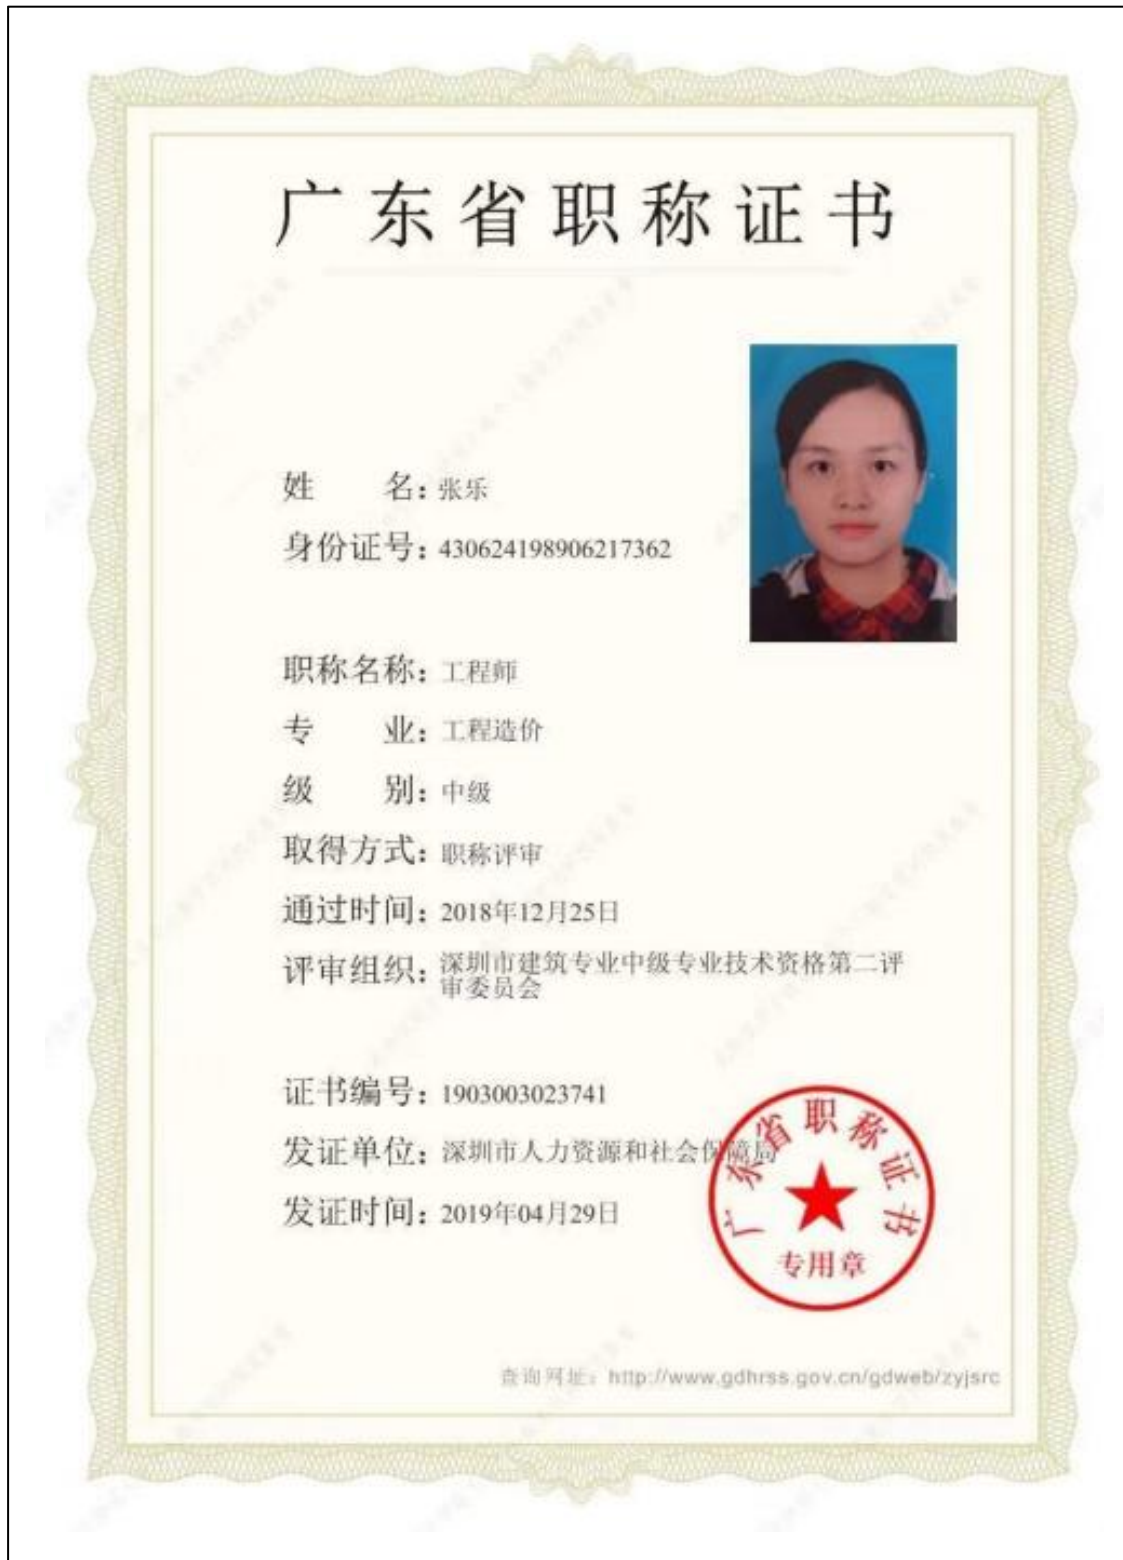 广东省职称证书
姓 名：张乐
身份证号：430624198906217362
职称名称：工程师
专 业：工程造价
级 别：中级
取得方式：职称评审
通过时间：2018年12月25日
评审组织：深圳市建筑专业中级专业技术资格第二评
审委员会
证书编号：1903003023741
发证单位：深圳市人力资源和社会保障局
发证时间：2019年04月29日
广东省职称证书
专用章
查询网址：http://www.gdhrss.gov.cn/gdweb/zyjsrc